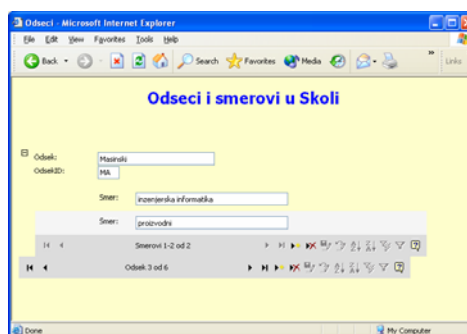 Odseci - Microsoft Internet Explorer
File Edit View Favorites Tools Help
Back Search Favorites Media Links
Odseci i smerovi u Skoli
Odsek: Masinski
OdsekID: MA
Smer: inzenjerska informatika
Smer: proizvodni
Smerovi 1-2 od 2
Odsek 3 od 6
Done My Computer